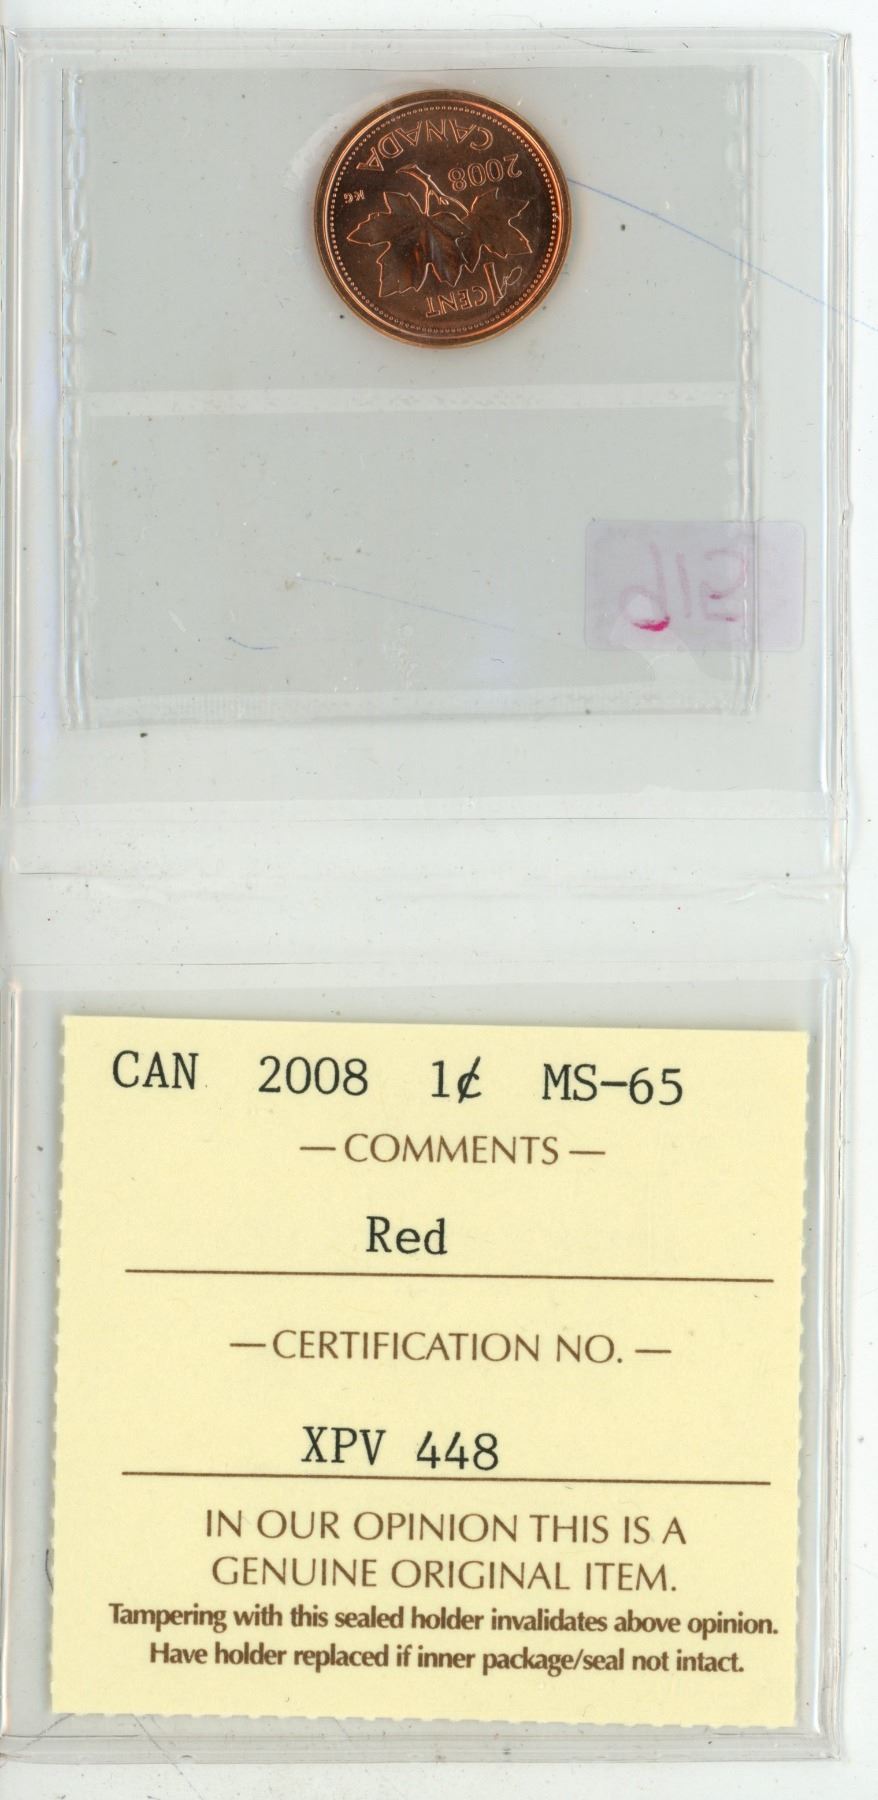 CANADA
2008
KG
1 CENT
CAN 2008 1¢ MS-65
— COMMENTS —
Red
— CERTIFICATION NO. —
XPV 448
IN OUR OPINION THIS IS A
GENUINE ORIGINAL ITEM.
Tampering with this sealed holder invalidates above opinion.
Have holder replaced if inner package/seal not intact.